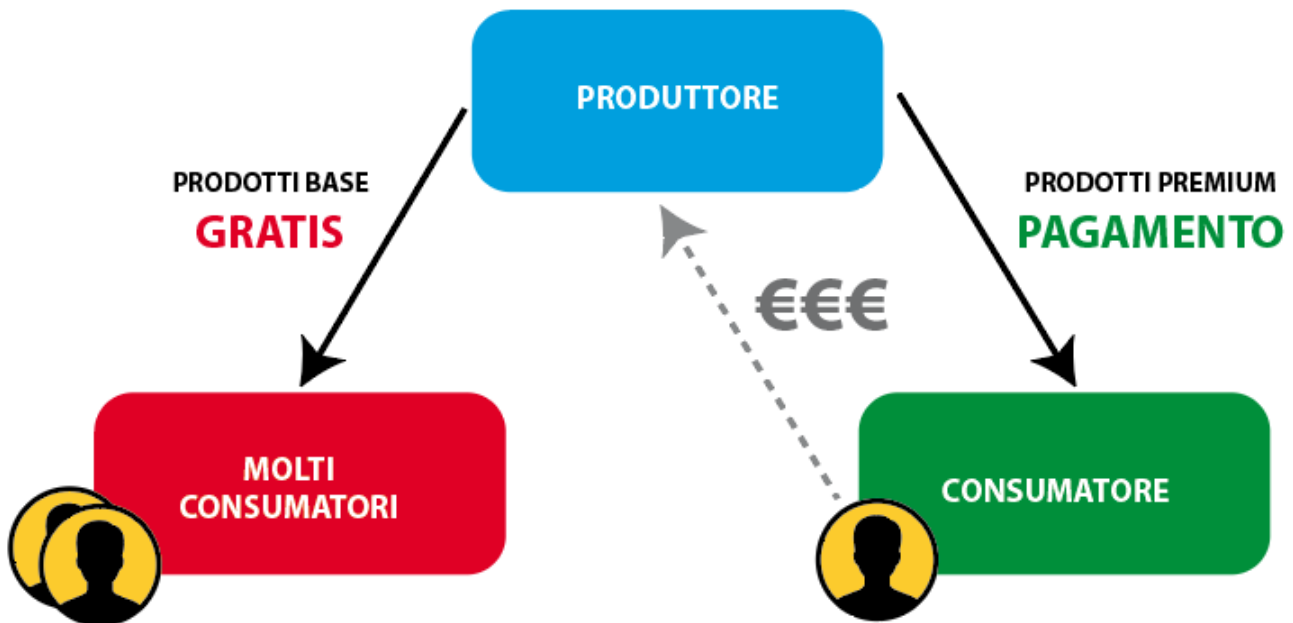 PRODUTTORE
PRODOTTI BASE
GRATIS
PRODOTTI PREMIUM
PAGAMENTO
€€€
MOLTI
CONSUMATORI
CONSUMATORE